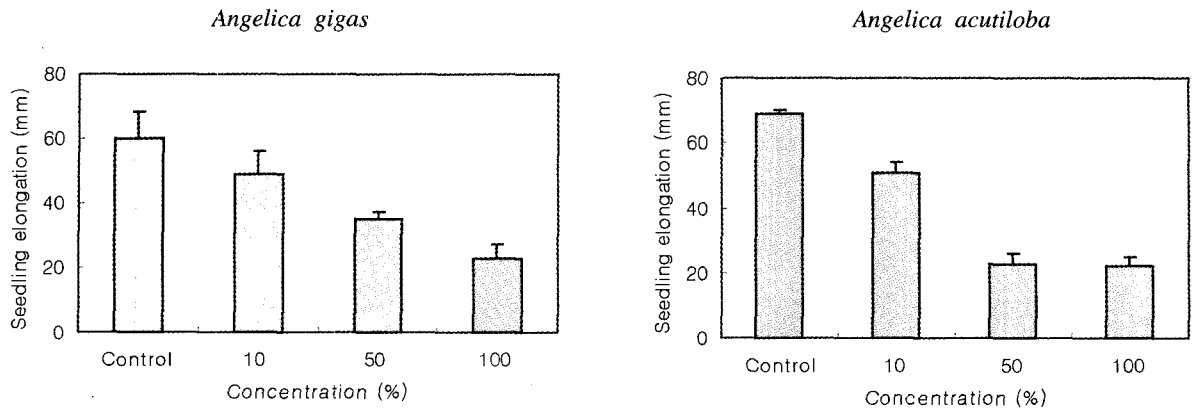 Angelica gigas
Seedling elongation (mm)
80
60
40
20
0
Control 10 50 100
Concentration (%)
Angelica acutiloba
Seedling elongation (mm)
80
60
40
20
0
Control 10 50 100
Concentration (%)